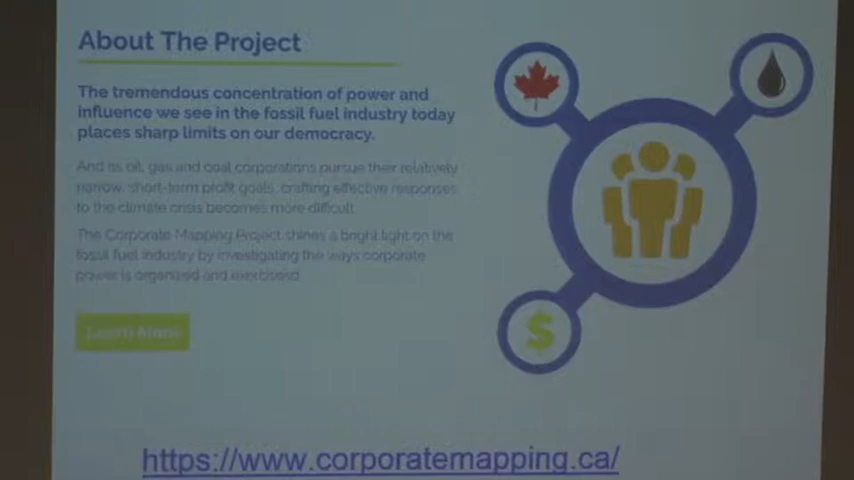 About The Project
The tremendous concentration of power and
influence we see in the fossil fuel industry today
places sharp limits on our democracy.
And as oil, gas and coal corporations pursue their relatively
narrow, short-term profit goals, crafting effective responses
to the climate crisis becomes more difficult.
The Corporate Mapping Project shines a bright light on the
fossil fuel industry by investigating the ways corporate
power is organized and exercised.
Learn More
$
https://www.corporatemapping.ca/